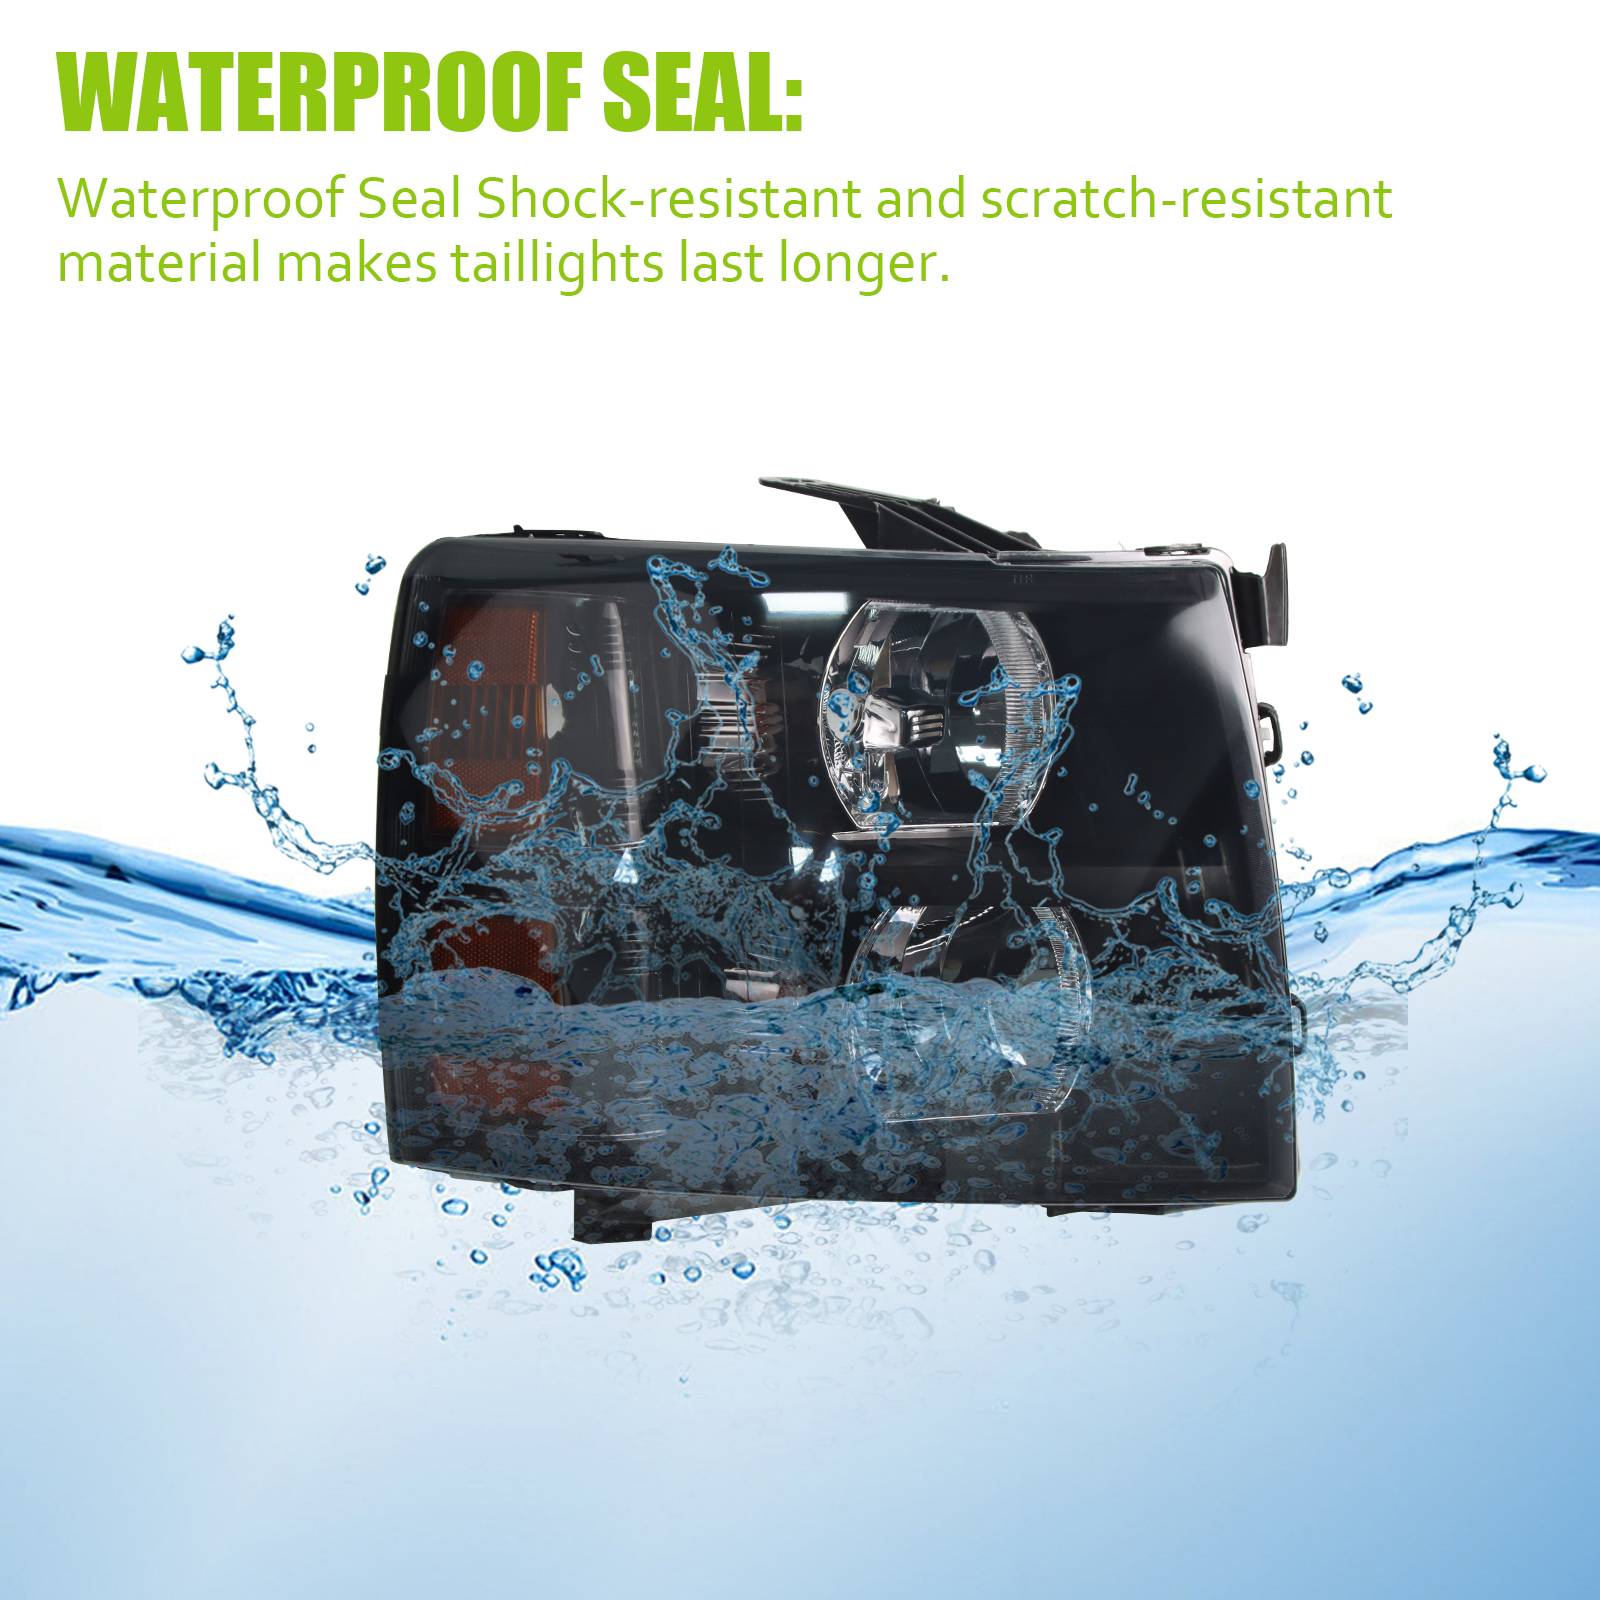 WATERPROOF SEAL:
Waterproof Seal Shock-resistant and scratch-resistant
material makes taillights last longer.